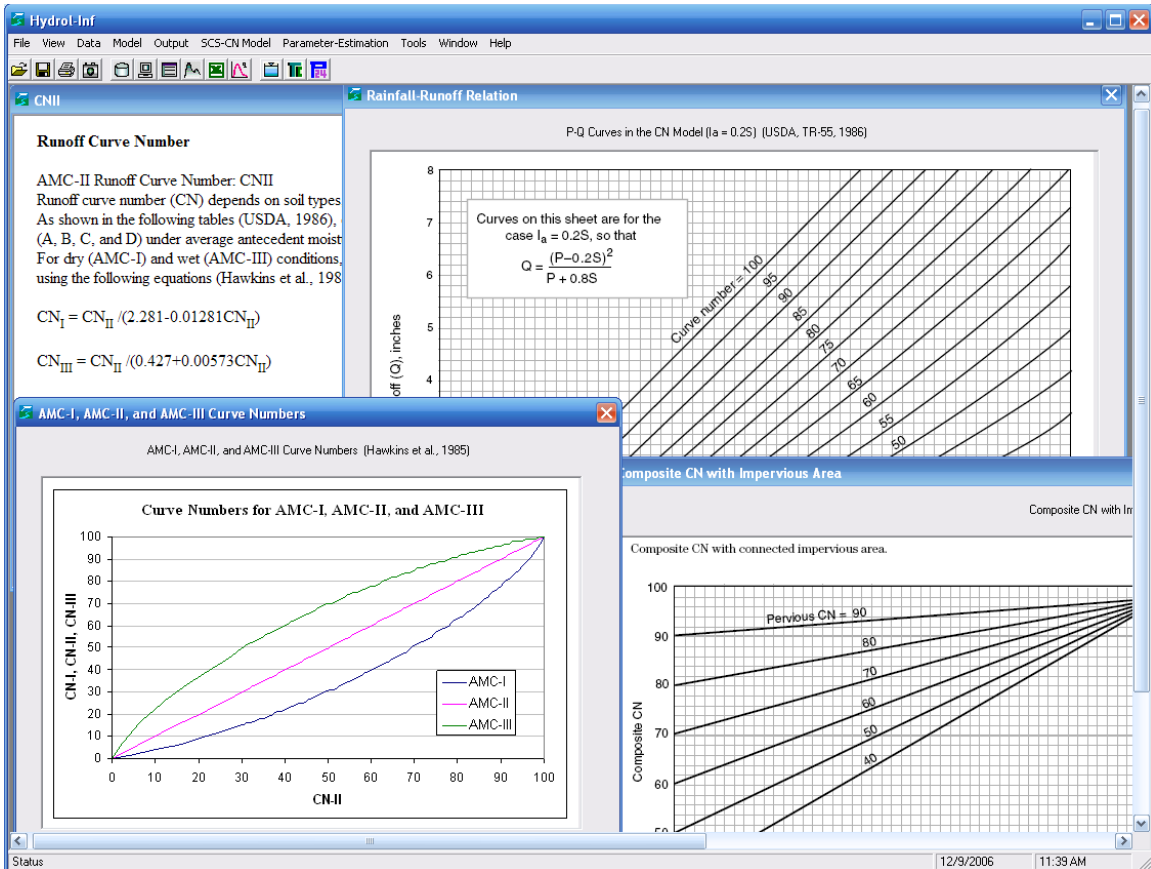 Hydrol-Inf
File View Data Model Output SCS-CN Model Parameter-Estimation Tools Window Help
CNII
Runoff Curve Number
AMC-II Runoff Curve Number: CNII
Runoff curve number (CN) depends on soil types
As shown in the following tables (USDA, 1986),
(A, B, C, and D) under average antecedent moist
For dry (AMC-I) and wet (AMC-III) conditions,
using the following equations (Hawkins et al., 198
CN_I = CN_II /(2.281-0.01281CN_II)
CN_III = CN_II /(0.427+0.00573CN_II)
Rainfall-Runoff Relation
P-Q Curves in the CN Model (Ia = 0.2S) (USDA, TR-55, 1986)
8
7
6
5
4
off (Q), inches
Curves on this sheet are for the
case I_a = 0.2S, so that
Q = (P–0.2S)²
P + 0.8S
Curve number = 100
95
90
85
80
75
70
65
60
55
50
AMC-I, AMC-II, and AMC-III Curve Numbers
AMC-I, AMC-II, and AMC-III Curve Numbers (Hawkins et al., 1985)
Curve Numbers for AMC-I, AMC-II, and AMC-III
CN-I, CN-II, CN-III
100
90
80
70
60
50
40
30
20
10
0
0 10 20 30 40 50 60 70 80 90 100
CN-II
AMC-I
AMC-II
AMC-III
Composite CN with Impervious Area
Composite CN with Im
Composite CN with connected impervious area.
Composite CN
100
90
80
70
60
50
Pervious CN = 90
80
70
60
50
40
Status
12/9/2006
11:39 AM